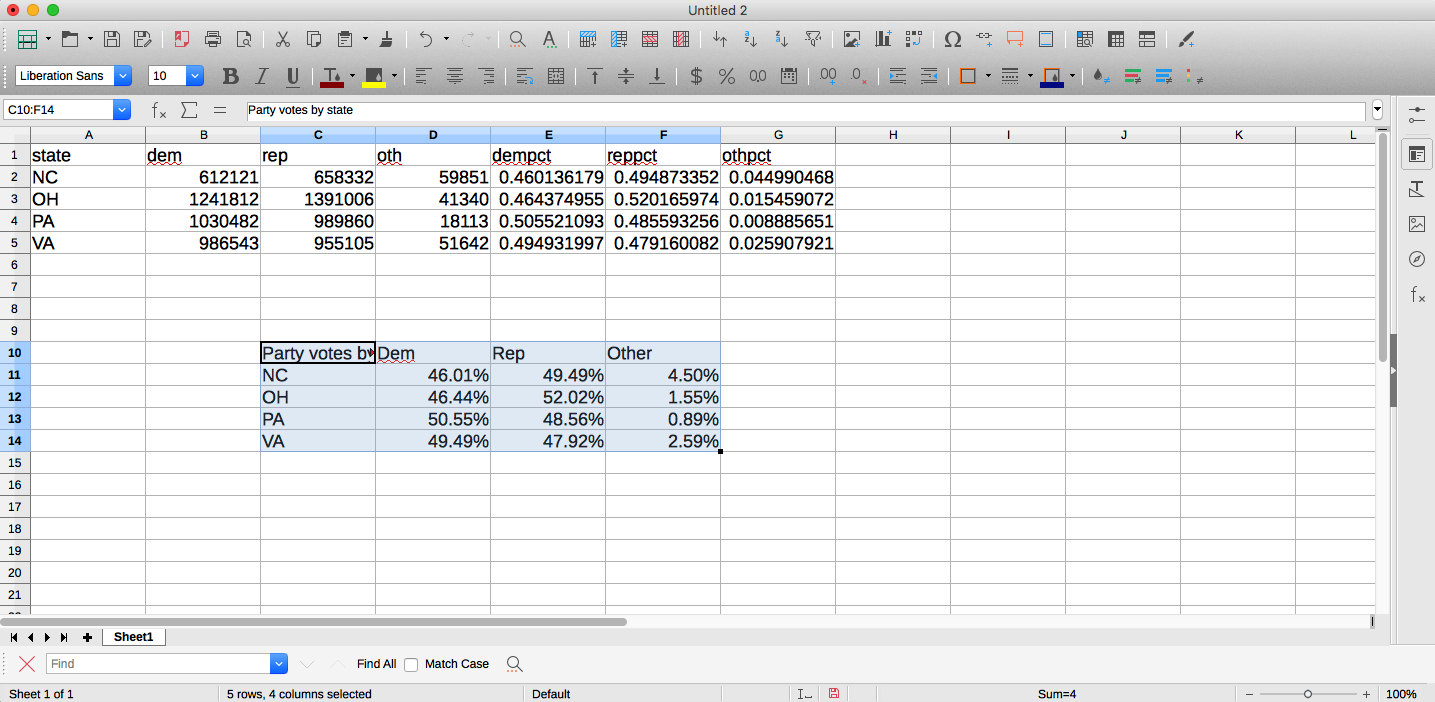 Untitled 2
Liberation Sans 10
C10:F14 Party votes by state
A B C D E F G H I J K L
1 state dem rep oth dempct reppct othpct
2 NC 612121 658332 59851 0.460136179 0.494873352 0.044990468
3 OH 1241812 1391006 41340 0.464374955 0.520165974 0.015459072
4 PA 1030482 989860 18113 0.505521093 0.485593256 0.008885651
5 VA 986543 955105 51642 0.494931997 0.479160082 0.025907921
6
7
8
9
10 Party votes by Dem Rep Other
11 NC 46.01% 49.49% 4.50%
12 OH 46.44% 52.02% 1.55%
13 PA 50.55% 48.56% 0.89%
14 VA 49.49% 47.92% 2.59%
15
16
17
18
19
20
21
Sheet1
Find Find All Match Case
Sheet 1 of 1 5 rows, 4 columns selected Default Sum=4 100%